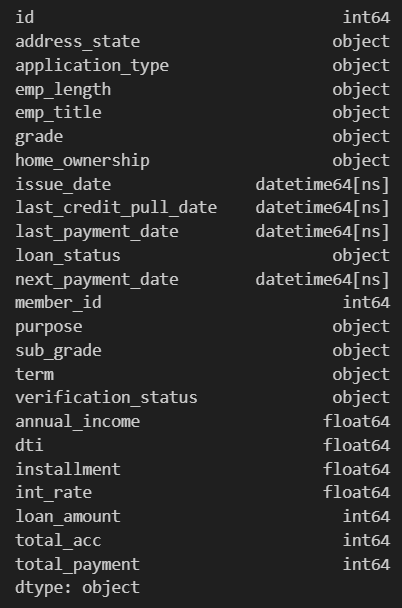 id int64
address_state object
application_type object
emp_length object
emp_title object
grade object
home_ownership object
issue_date datetime64[ns]
last_credit_pull_date datetime64[ns]
last_payment_date datetime64[ns]
loan_status object
next_payment_date datetime64[ns]
member_id int64
purpose object
sub_grade object
term object
verification_status object
annual_income float64
dti float64
installment float64
int_rate float64
loan_amount int64
total_acc int64
total_payment int64
dtype: object